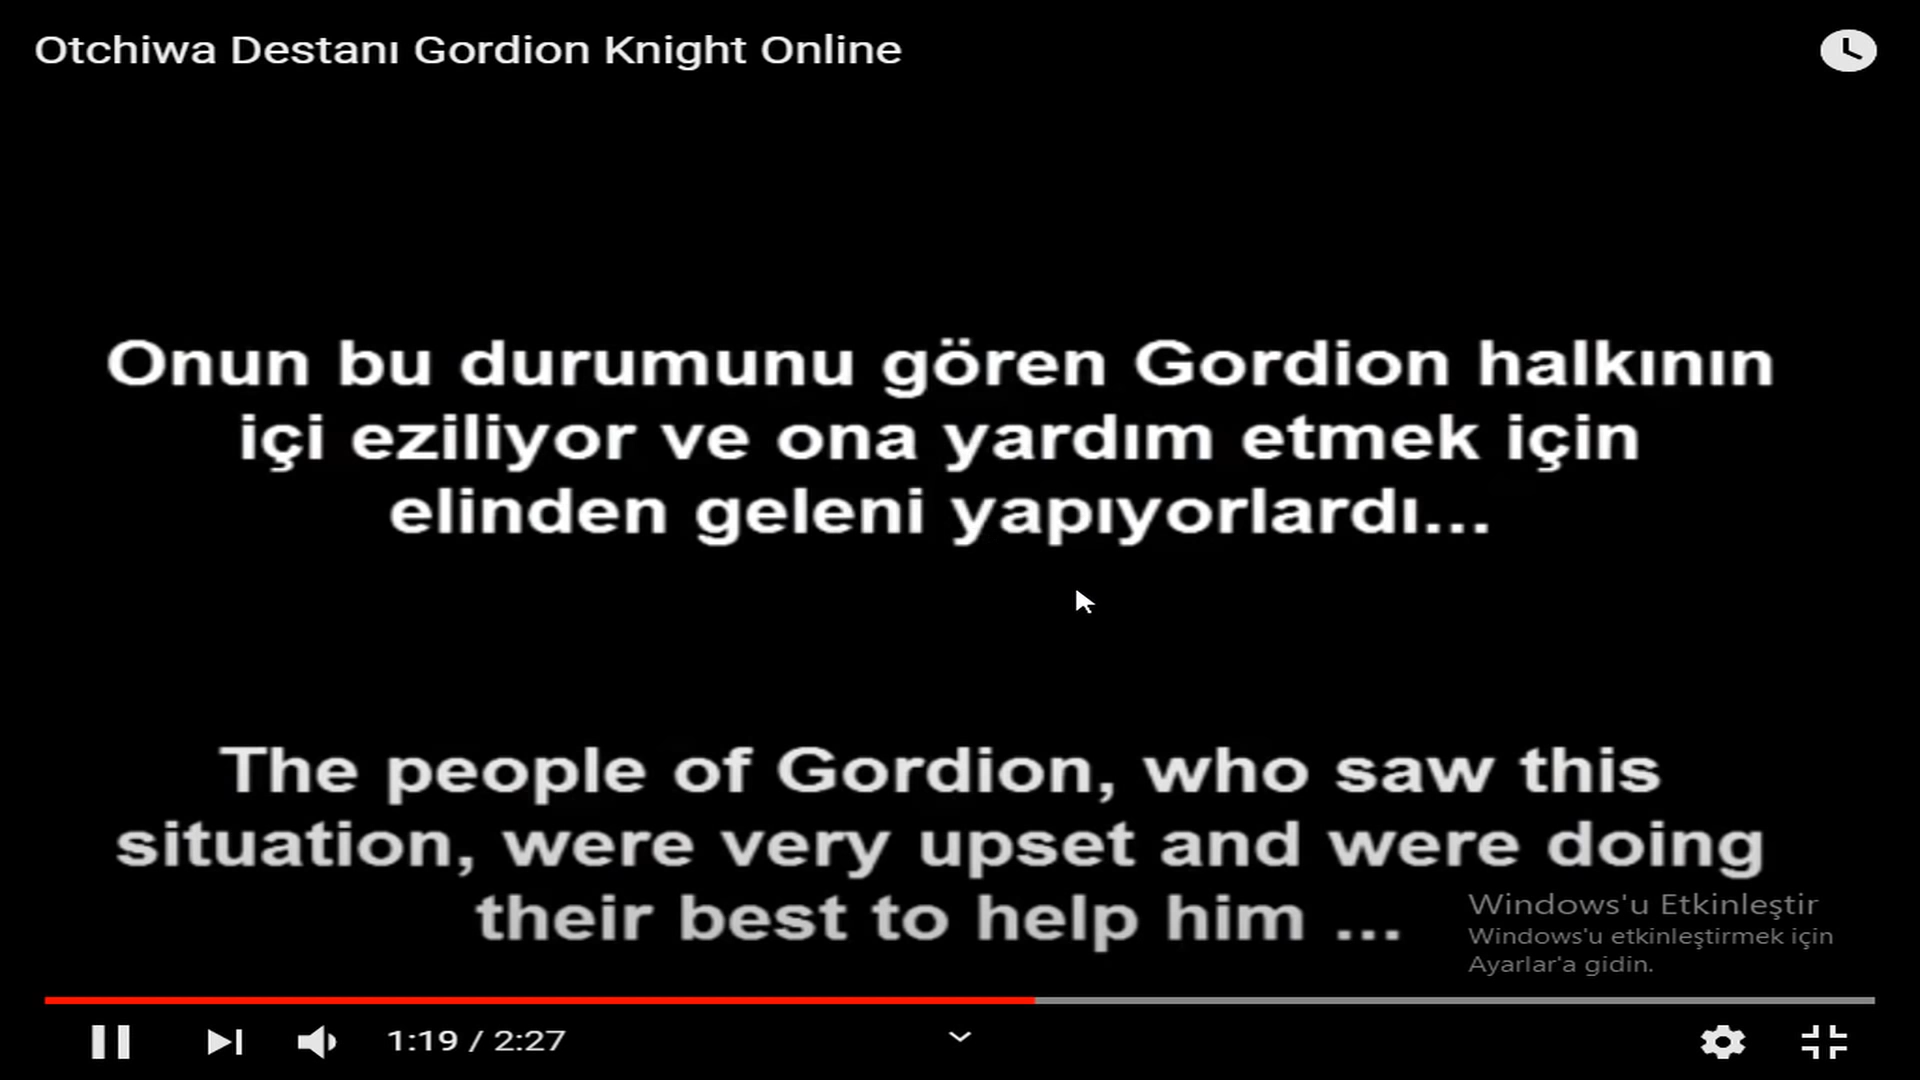 Otchiwa Destanı Gordion Knight Online
Onun bu durumunu gören Gordion halkının
içi eziliyor ve ona yardım etmek için
elinden geleni yapıyorlardı...
The people of Gordion, who saw this
situation, were very upset and were doing
their best to help him ...
Windows'u Etkinleştir
Windows'u etkinleştirmek için
Ayarlar'a gidin.
1:19 / 2:27